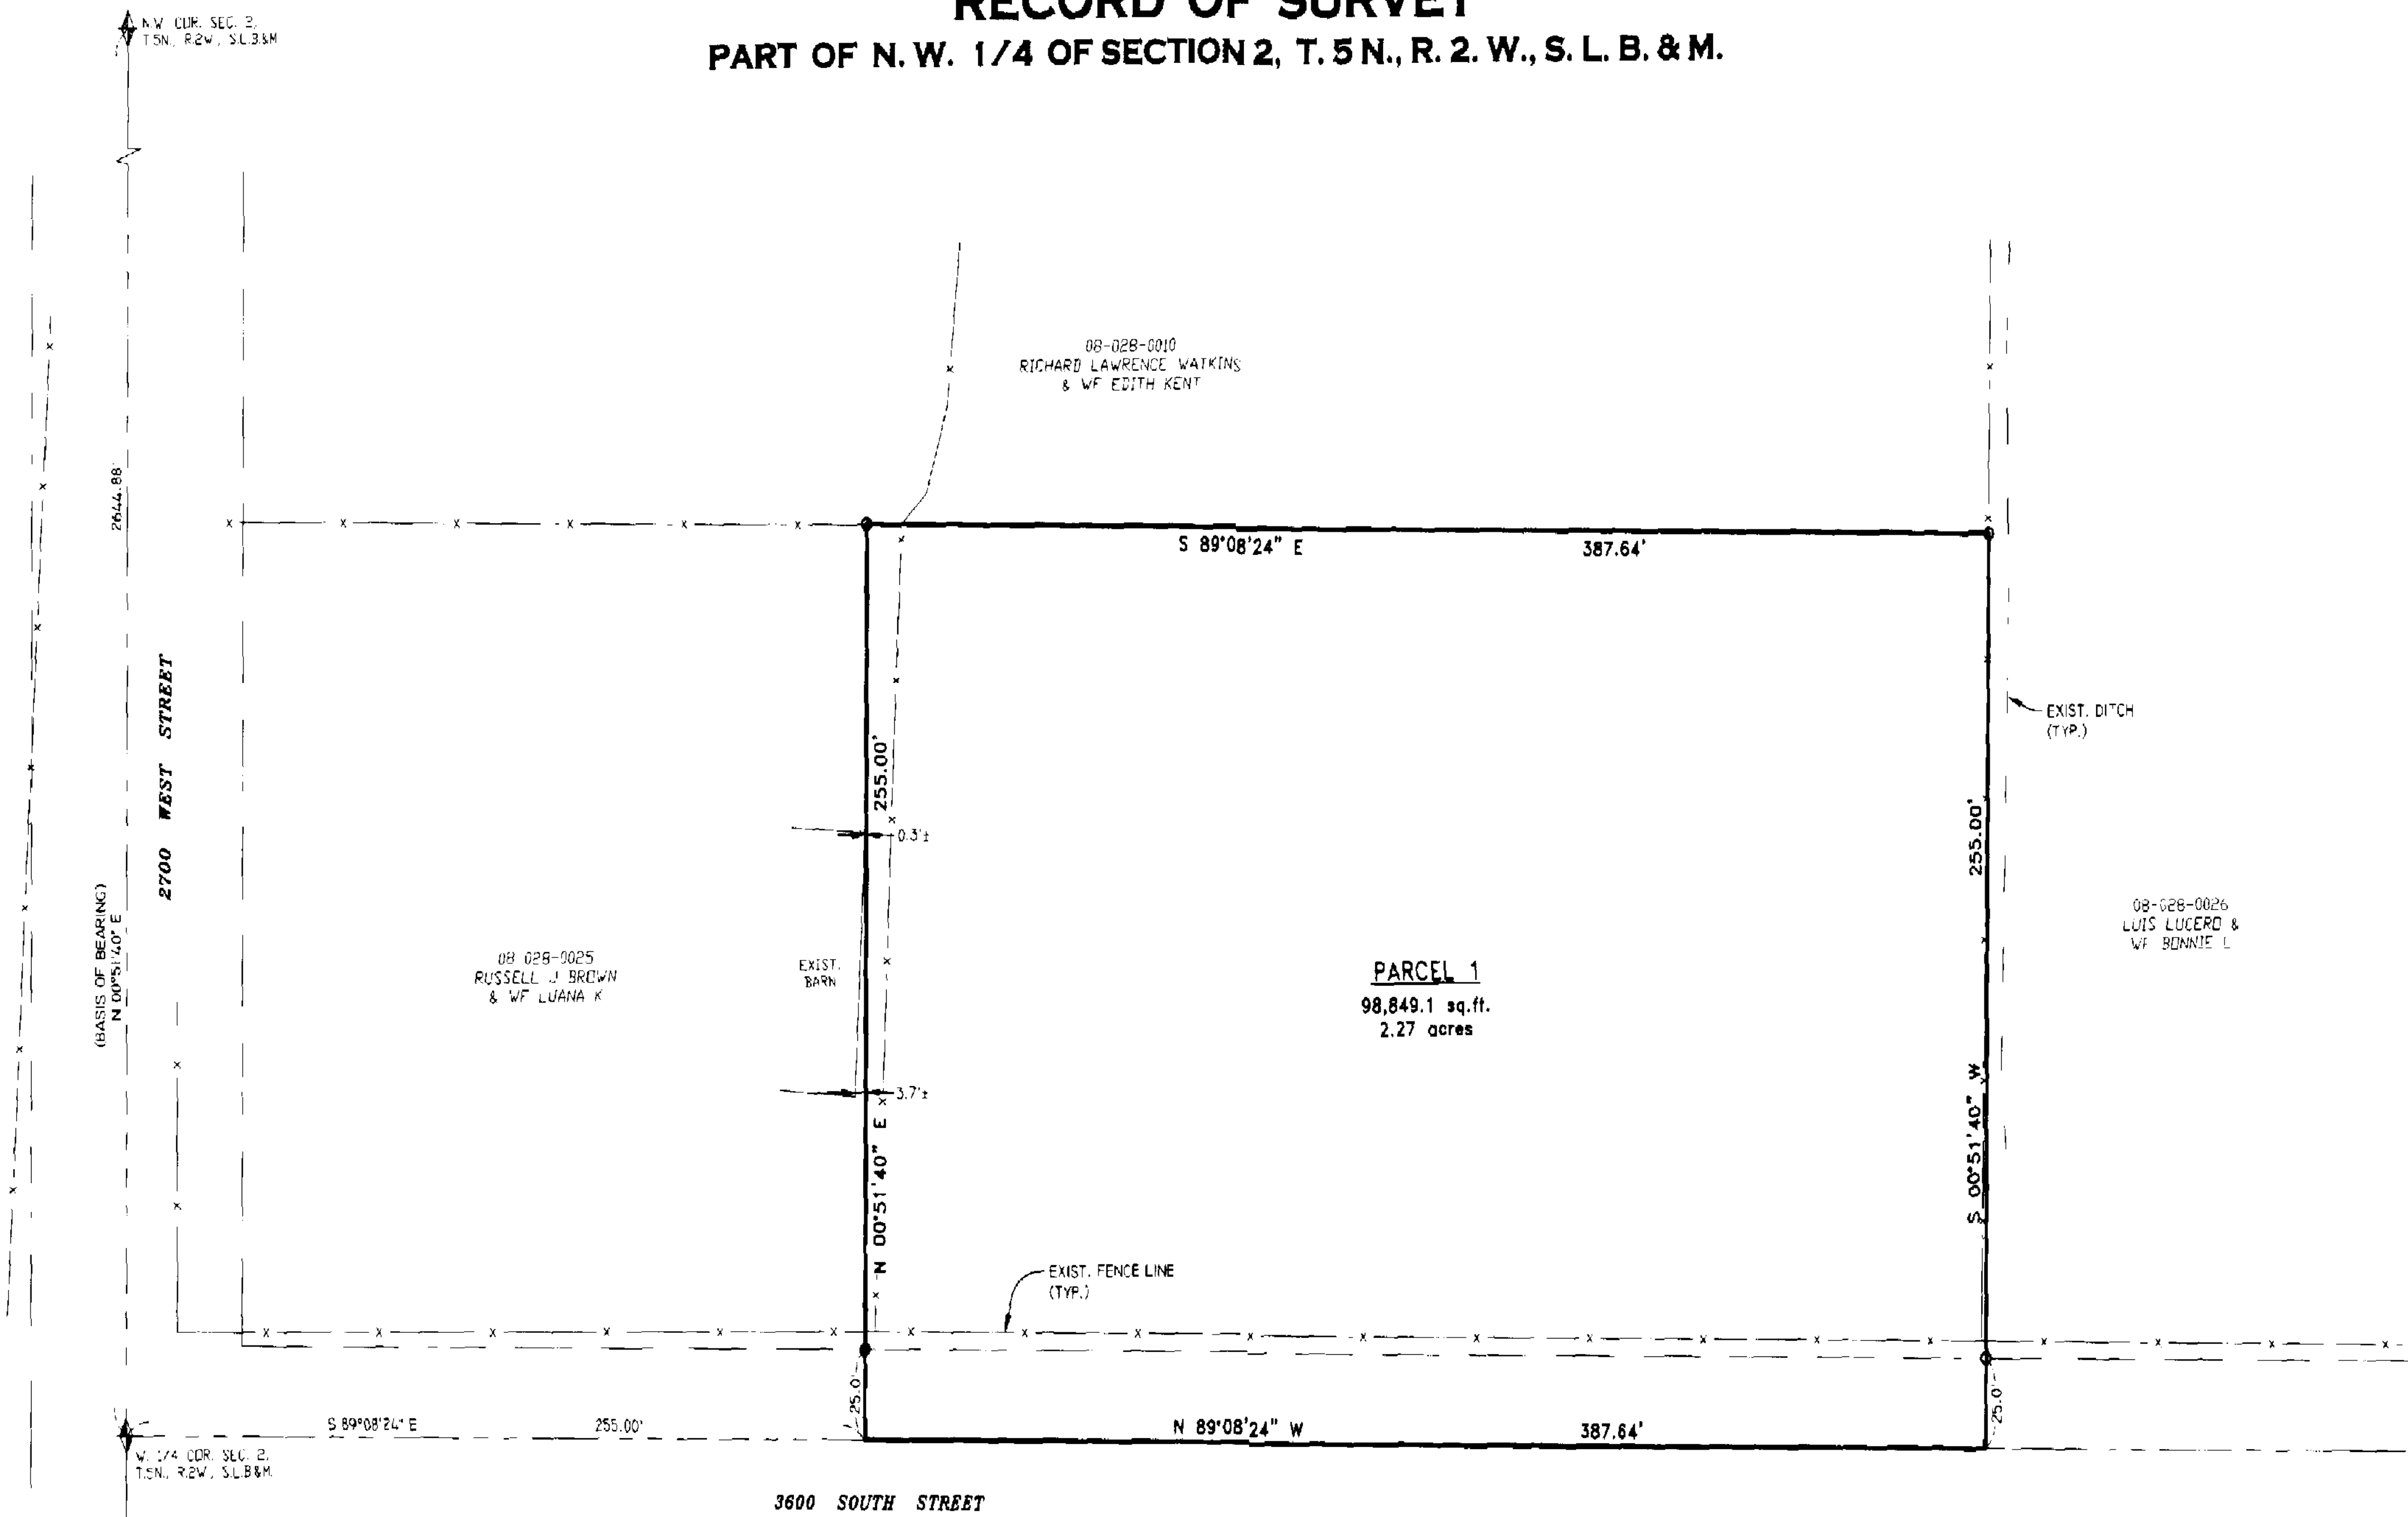 RECORD OF SURVEY
PART OF N. W. 1/4 OF SECTION 2, T. 5 N., R. 2. W., S. L. B. & M.
N.W. COR. SEC. 2,
T.5N., R.2W., S.L.B.&M
08-028-0010
RICHARD LAWRENCE WATKINS
& WF EDITH KENT
2644.88'
S 89°08'24" E 387.64'
2700 WEST STREET
EXIST. DITCH
(TYP.)
255.00'
0.3'±
255.00'
(BASIS OF BEARING)
N 00°51'40" E
08 028-0025
RUSSELL J BROWN
& WF LUANA K
EXIST.
BARN
PARCEL 1
98,849.1 sq.ft.
2.27 acres
08-028-0026
LUIS LUCERO &
WF BONNIE L
3.7'±
N 00°51'40" E
S 00°51'40" W
EXIST. FENCE LINE
(TYP.)
25.0'
25.0'
S 89°08'24" E 255.00'
N 89°08'24" W 387.64'
W. 1/4 COR. SEC. 2,
T.5N., R.2W., S.L.B&M.
3600 SOUTH STREET